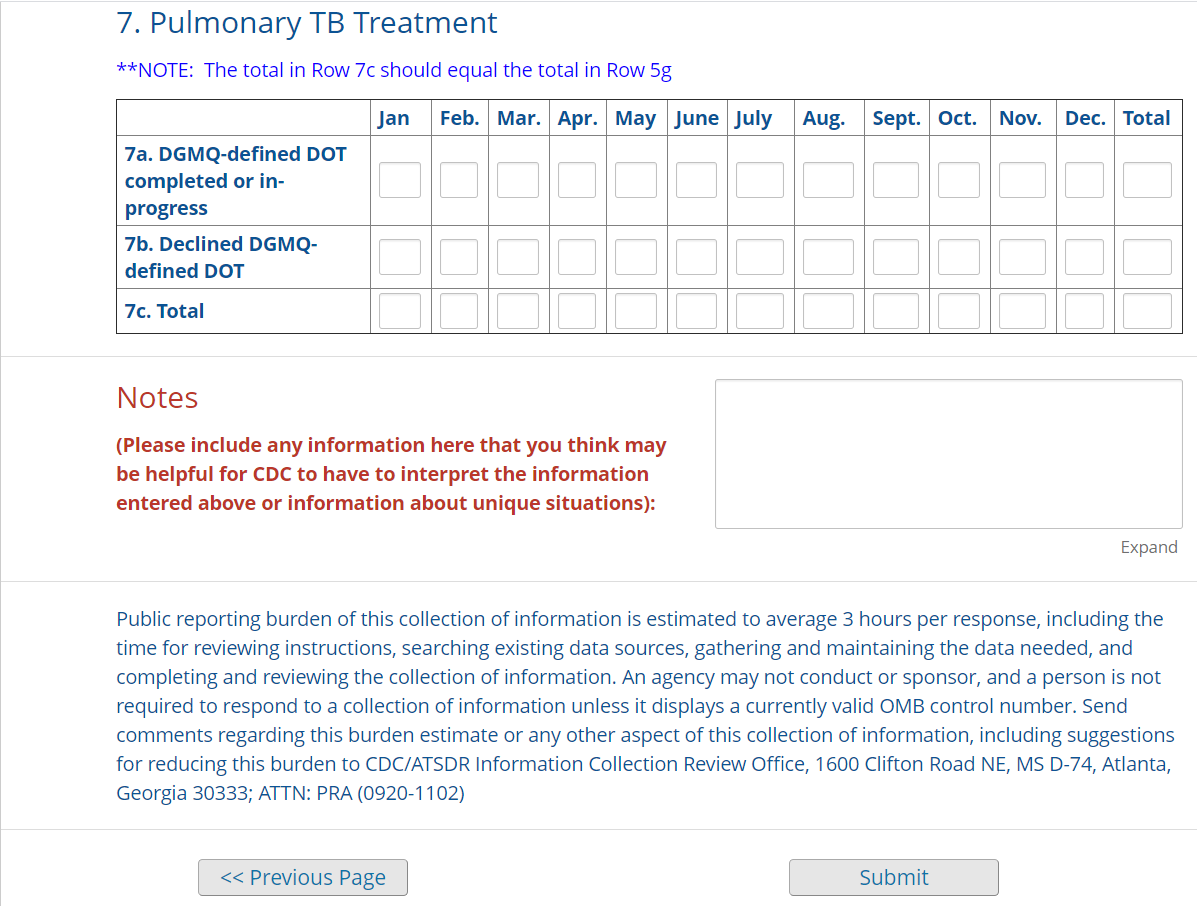 7. Pulmonary TB Treatment
**NOTE:  The total in Row 7c should equal the total in Row 5g
Jan Feb. Mar. Apr. May June July Aug. Sept. Oct. Nov. Dec. Total
7a. DGMQ-defined DOT
completed or in-
progress
7b. Declined DGMQ-
defined DOT
7c. Total
Notes
(Please include any information here that you think may
be helpful for CDC to have to interpret the information
entered above or information about unique situations):
Expand
Public reporting burden of this collection of information is estimated to average 3 hours per response, including the
time for reviewing instructions, searching existing data sources, gathering and maintaining the data needed, and
completing and reviewing the collection of information. An agency may not conduct or sponsor, and a person is not
required to respond to a collection of information unless it displays a currently valid OMB control number. Send
comments regarding this burden estimate or any other aspect of this collection of information, including suggestions
for reducing this burden to CDC/ATSDR Information Collection Review Office, 1600 Clifton Road NE, MS D-74, Atlanta,
Georgia 30333; ATTN: PRA (0920-1102)
<< Previous Page
Submit